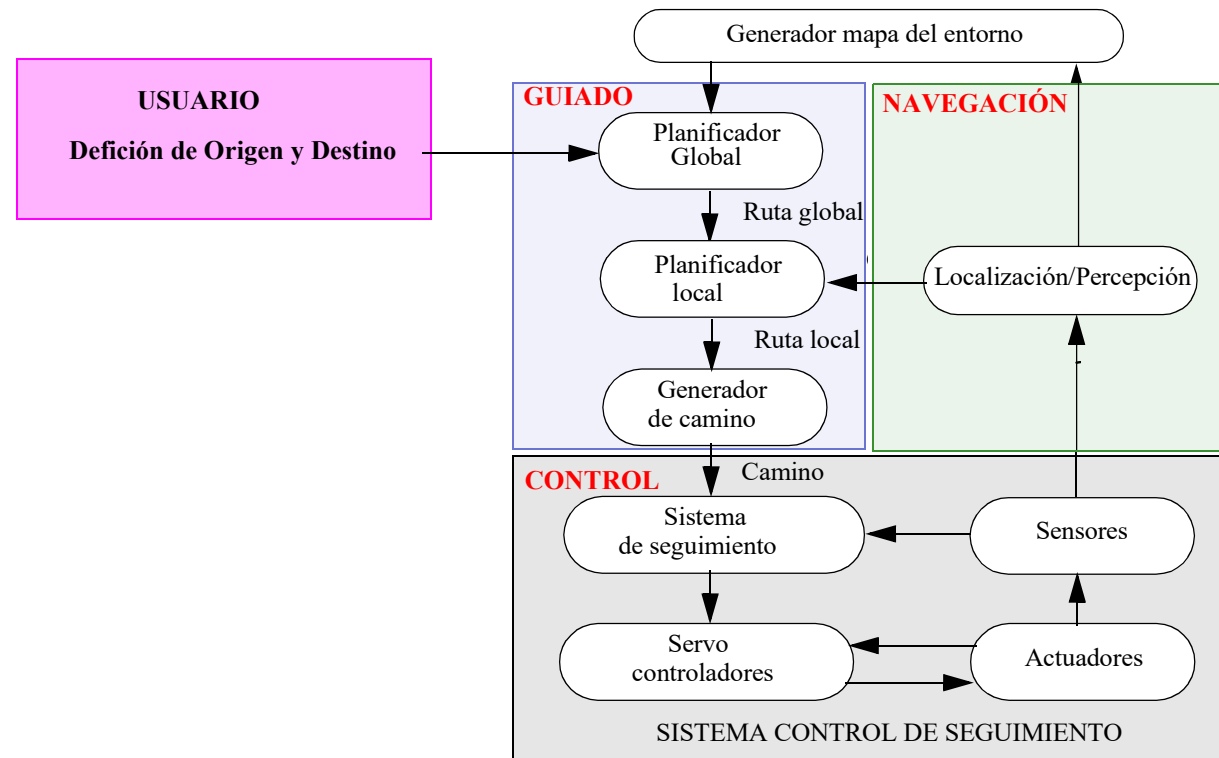 Generador mapa del entorno
USUARIO
Defición de Origen y Destino
GUIADO
Planificador
Global
Ruta global
Planificador
local
Ruta local
Generador
de camino
NAVEGACIÓN
Localización/Percepción
CONTROL
Camino
Sistema
de seguimiento
Sensores
Servo
controladores
Actuadores
SISTEMA CONTROL DE SEGUIMIENTO